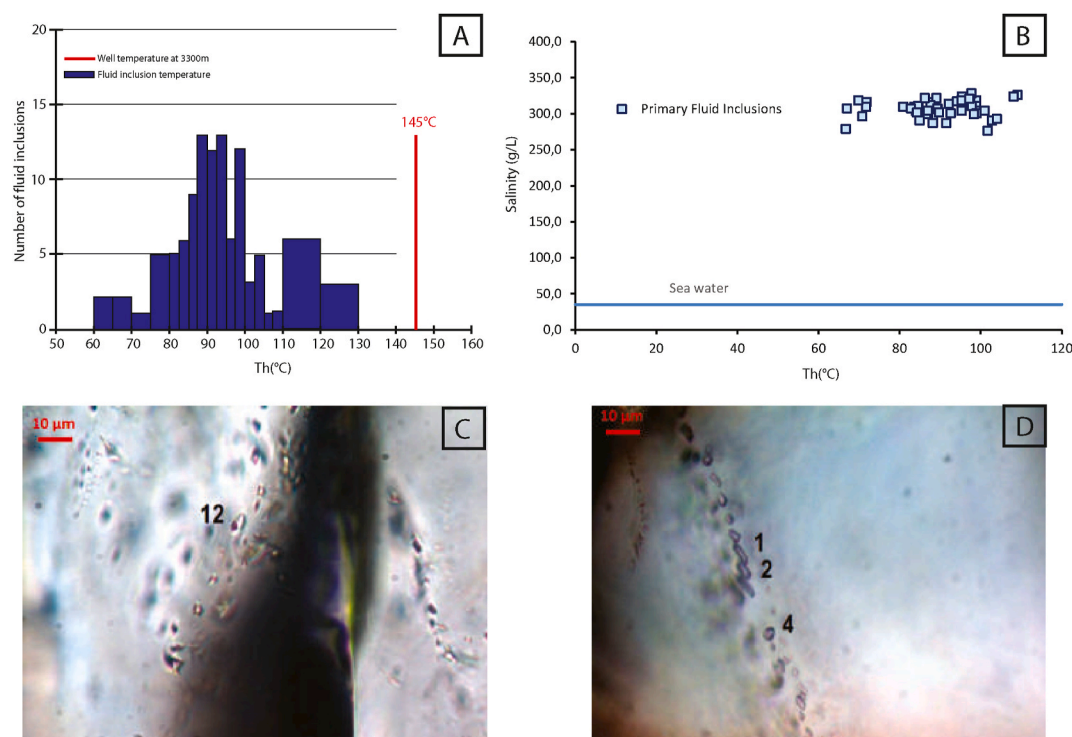 A
Number of fluid inclusions
20
15
10
5
0
Well temperature at 3300m
Fluid inclusion temperature
145°C
50 60 70 80 90 100 110 120 130 140 150 160
Th(°C)
B
Salinity (g/L)
400,0
350,0
300,0
250,0
200,0
150,0
100,0
50,0
0,0
Primary Fluid Inclusions
Sea water
0 20 40 60 80 100 120
Th(°C)
10 µm
C
12
10 µm
D
1
2
4